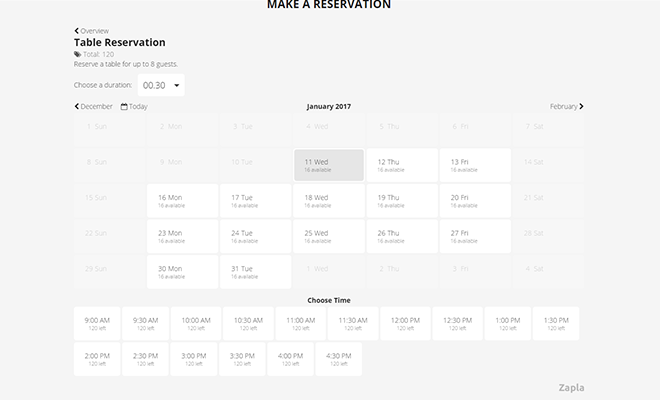 MAKE A RESERVATION
Overview
Table Reservation
Total: 120
Reserve a table for up to 8 guests.
Choose a duration: 00.30
December Today January 2017 February
1 Sun 2 Mon 3 Tue 4 Wed 5 Thu 6 Fri 7 Sat
8 Sun 9 Mon 10 Tue 11 Wed 12 Thu 13 Fri 14 Sat
16 available 16 available 16 available
15 Sun 16 Mon 17 Tue 18 Wed 19 Thu 20 Fri 21 Sat
16 available 16 available 16 available 16 available 16 available
22 Sun 23 Mon 24 Tue 25 Wed 26 Thu 27 Fri 28 Sat
16 available 16 available 16 available 16 available 16 available
29 Sun 30 Mon 31 Tue 1 Wed 2 Thu 3 Fri 4 Sat
16 available 16 available
Choose Time
9:00 AM 9:30 AM 10:00 AM 10:30 AM 11:00 AM 11:30 AM 12:00 PM 12:30 PM 1:00 PM 1:30 PM
120 left 120 left 120 left 120 left 120 left 120 left 120 left 120 left 120 left 120 left
2:00 PM 2:30 PM 3:00 PM 3:30 PM 4:00 PM 4:30 PM
120 left 120 left 120 left 120 left 120 left 120 left
Zapla